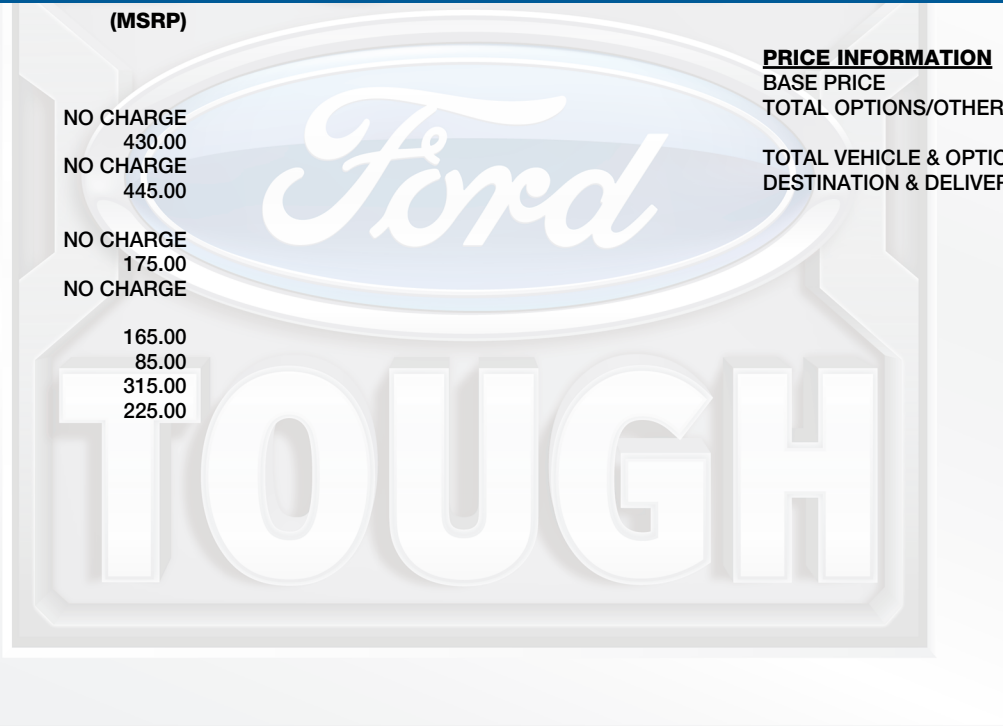 (MSRP)
NO CHARGE
430.00
NO CHARGE
445.00
NO CHARGE
175.00
NO CHARGE
165.00
85.00
315.00
225.00
PRICE INFORMATION
BASE PRICE
TOTAL OPTIONS/OTHER
TOTAL VEHICLE & OPTIO
DESTINATION & DELIVER
Ford
TOUGH